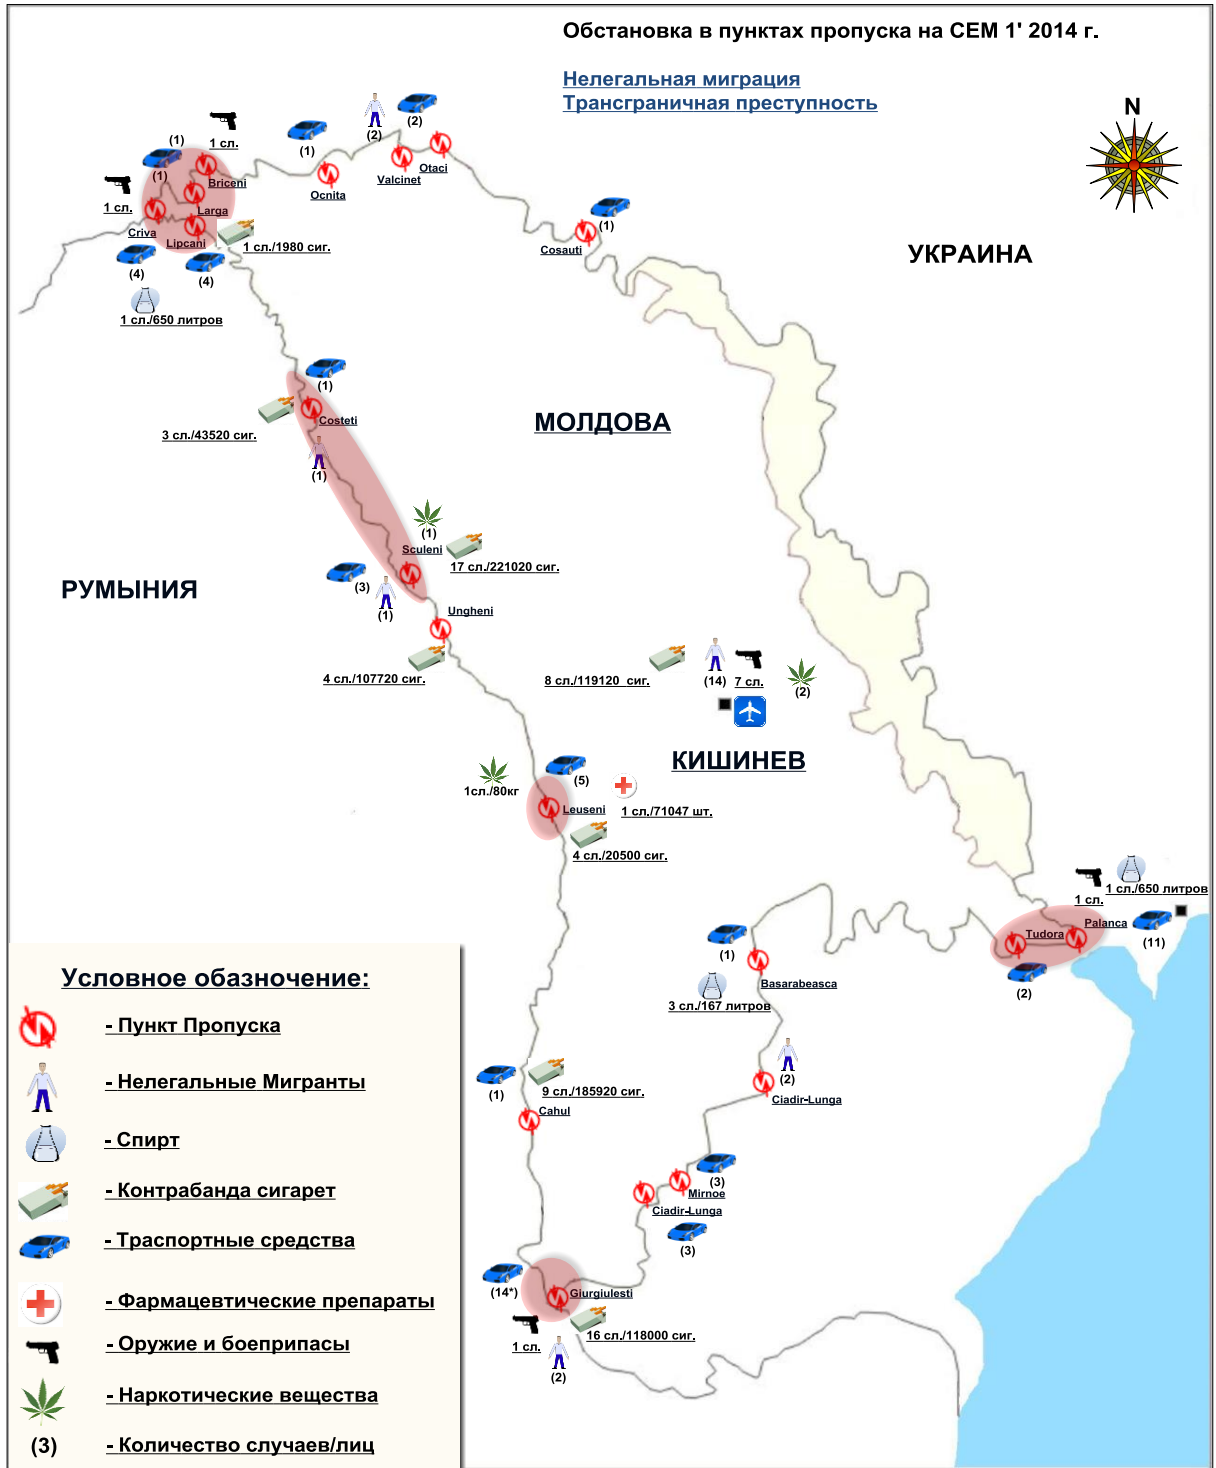 Обстановка в пунктах пропуска на СЕМ 1' 2014 г.
Нелегальная миграция
Трансграничная преступность
N
(2)
(2)
(1)
1 сл.
(1)
(1)
Otaci
Valcinet
Briceni
Ocnita
1 сл.
Larga
(1)
Criva
Lipcani
1 сл./1980 сиг.
Cosauti
УКРАИНА
(4)
(4)
1 сл./650 литров
(1)
Costeti
МОЛДОВА
3 сл./43520 сиг.
(1)
(1)
Sculeni
17 сл./221020 сиг.
РУМЫНИЯ
(3)
(1)
Ungheni
4 сл./107720 сиг.
8 сл./119120 сиг.
(14)
7 сл.
(2)
КИШИНЕВ
(5)
1сл./80кг
Leuseni
1 сл./71047 шт.
4 сл./20500 сиг.
1 сл./650 литров
1 сл.
Palanca
Tudora
(11)
(1)
(2)
Basarabeasca
3 сл./167 литров
(2)
Ciadir-Lunga
(1)
9 сл./185920 сиг.
Cahul
(3)
Mirnoe
Ciadir-Lunga
(3)
(14*)
Giurgiulesti
16 сл./118000 сиг.
1 сл.
(2)
Условное обазночение:
- Пункт Пропуска
- Нелегальные Мигранты
- Спирт
- Контрабанда сигарет
- Траспортные средства
- Фармацевтические препараты
- Оружие и боеприпасы
- Наркотические вещества
(3) - Количество случаев/лиц